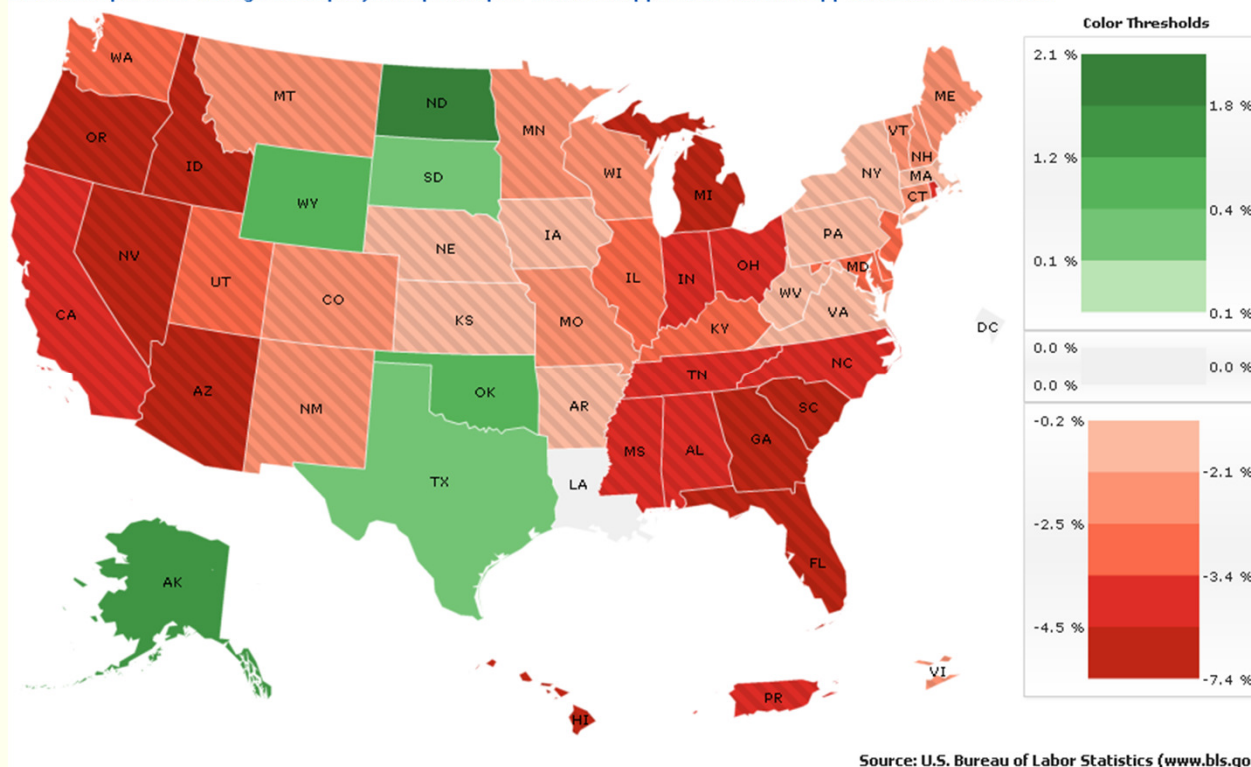 Color Thresholds
2.1 %
1.8 %
1.2 %
0.4 %
0.1 %
0.1 %
0.0 %
0.0 %
0.0 %
-0.2 %
-2.1 %
-2.5 %
-3.4 %
-4.5 %
-7.4 %
WA
MT
ND
MN
ME
OR
ID
SD
WI
VT
NH
NY
MA
CT
WY
MI
NV
NE
IA
PA
UT
CO
IL
IN
OH
MD
WV
VA
CA
KS
MO
KY
DC
AZ
NM
OK
AR
TN
NC
SC
TX
LA
MS
AL
GA
FL
AK
HI
PR
VI
Source: U.S. Bureau of Labor Statistics (www.bls.go